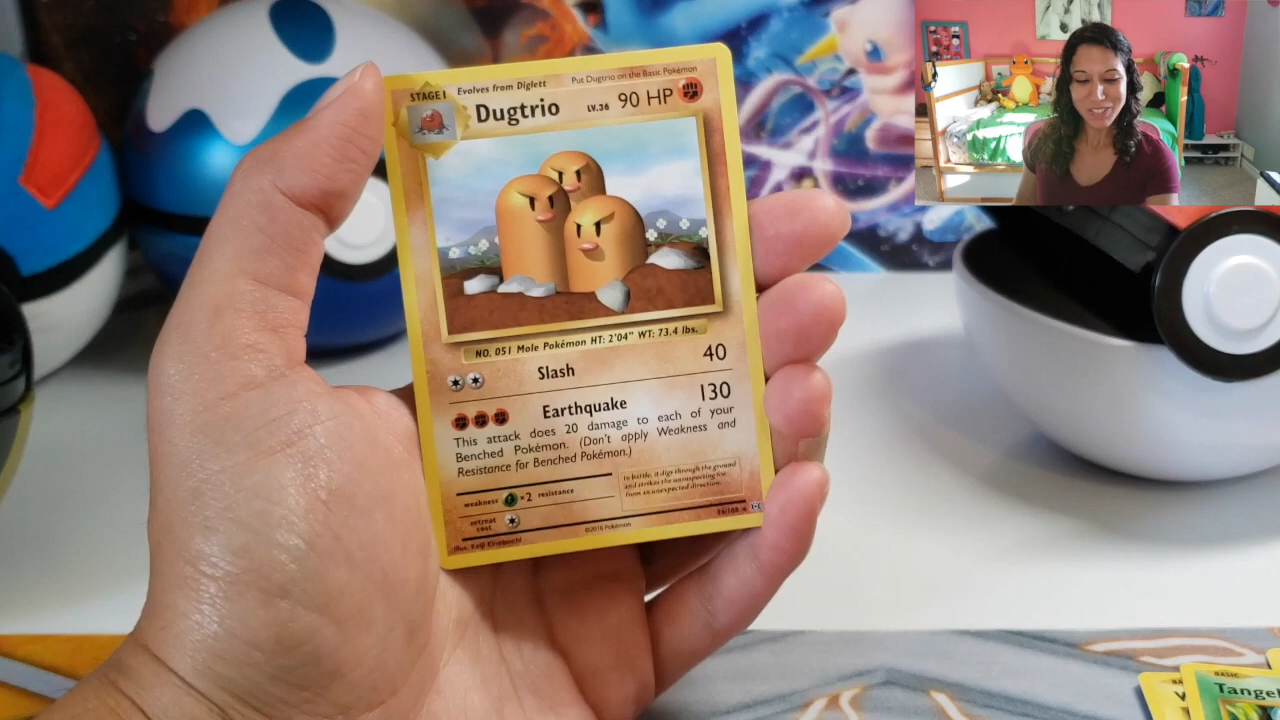 Put Dugtrio on the Basic Pokémon
STAGE 1 Evolves from Diglett
Dugtrio LV.36 90 HP
NO. 051 Mole Pokémon HT: 2'04" WT: 73.4 lbs.
Slash 40
Earthquake 130
This attack does 20 damage to each of your
Benched Pokémon. (Don't apply Weakness and
Resistance for Benched Pokémon.)
In battle, it digs through the ground
and strikes the unsuspecting foe
from an unexpected direction.
weakness ×2 resistance
retreat
cost
©2016 Pokémon
Illus. Keiji Kinebuchi
BASIC
Tangel